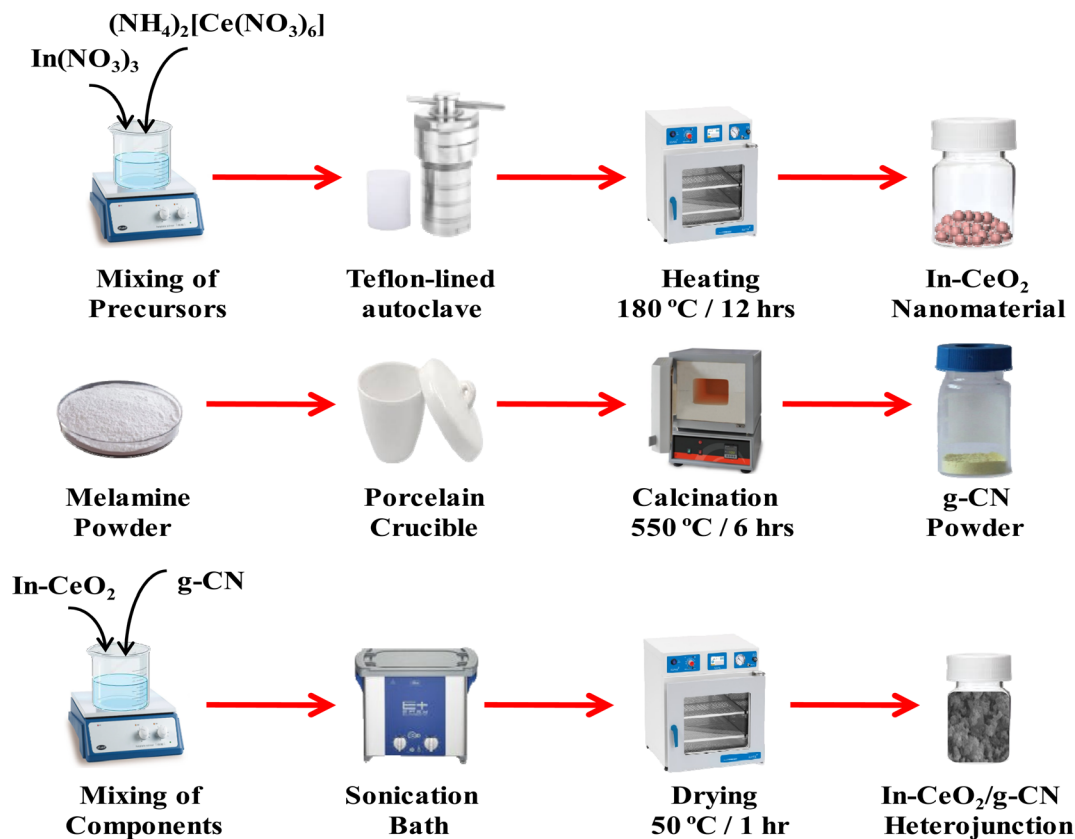 (NH₄)₂[Ce(NO₃)₆]
In(NO₃)₃
Mixing of Precursors
Teflon-lined autoclave
Heating
180 ºC / 12 hrs
In-CeO₂ Nanomaterial
Melamine Powder
Porcelain Crucible
Calcination
550 ºC / 6 hrs
g-CN Powder
In-CeO₂
g-CN
Mixing of Components
Sonication Bath
E+
Drying
50 ºC / 1 hr
In-CeO₂/g-CN Heterojunction